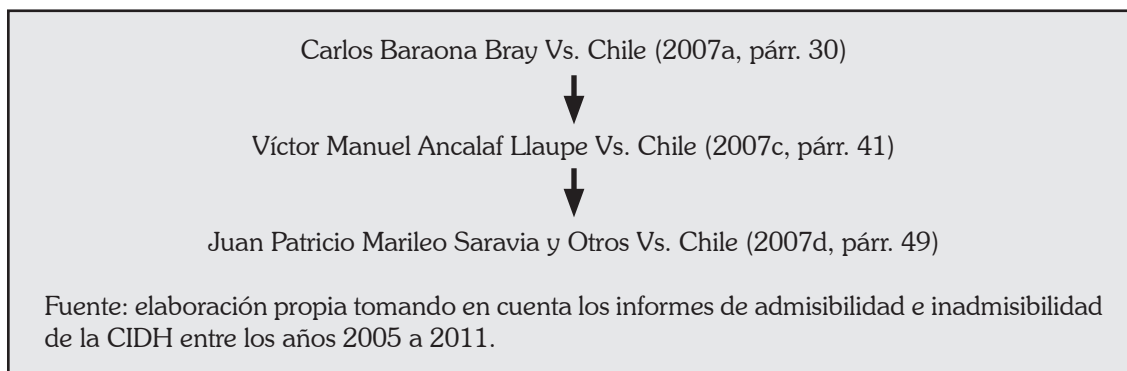 Carlos Baraona Bray Vs. Chile (2007a, párr. 30)
Víctor Manuel Ancalaf Llaupe Vs. Chile (2007c, párr. 41)
Juan Patricio Marileo Saravia y Otros Vs. Chile (2007d, párr. 49)
Fuente: elaboración propia tomando en cuenta los informes de admisibilidad e inadmisibilidad
de la CIDH entre los años 2005 a 2011.